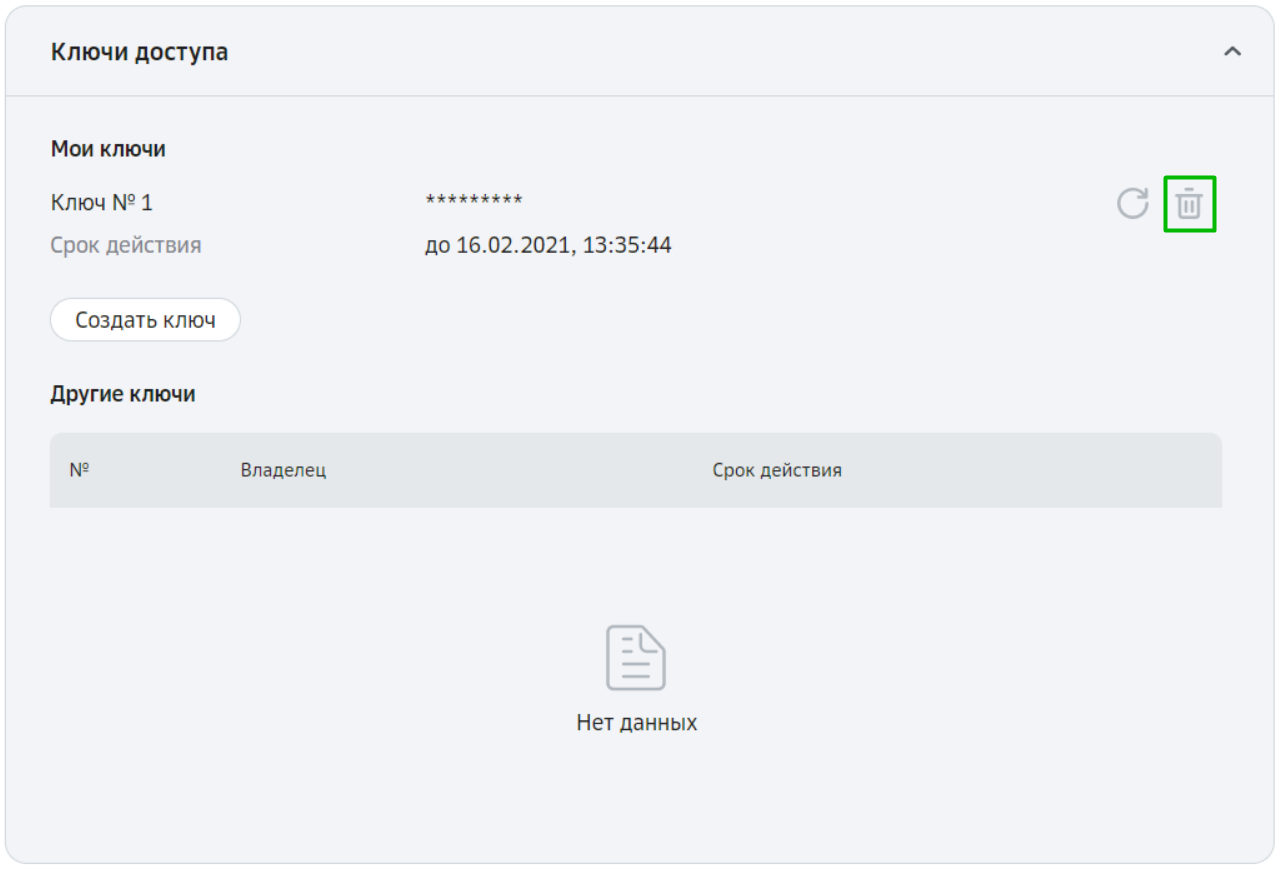 Ключи доступа
Мои ключи
Ключ № 1 *********
Срок действия до 16.02.2021, 13:35:44
Создать ключ
Другие ключи
№ Владелец Срок действия
Нет данных